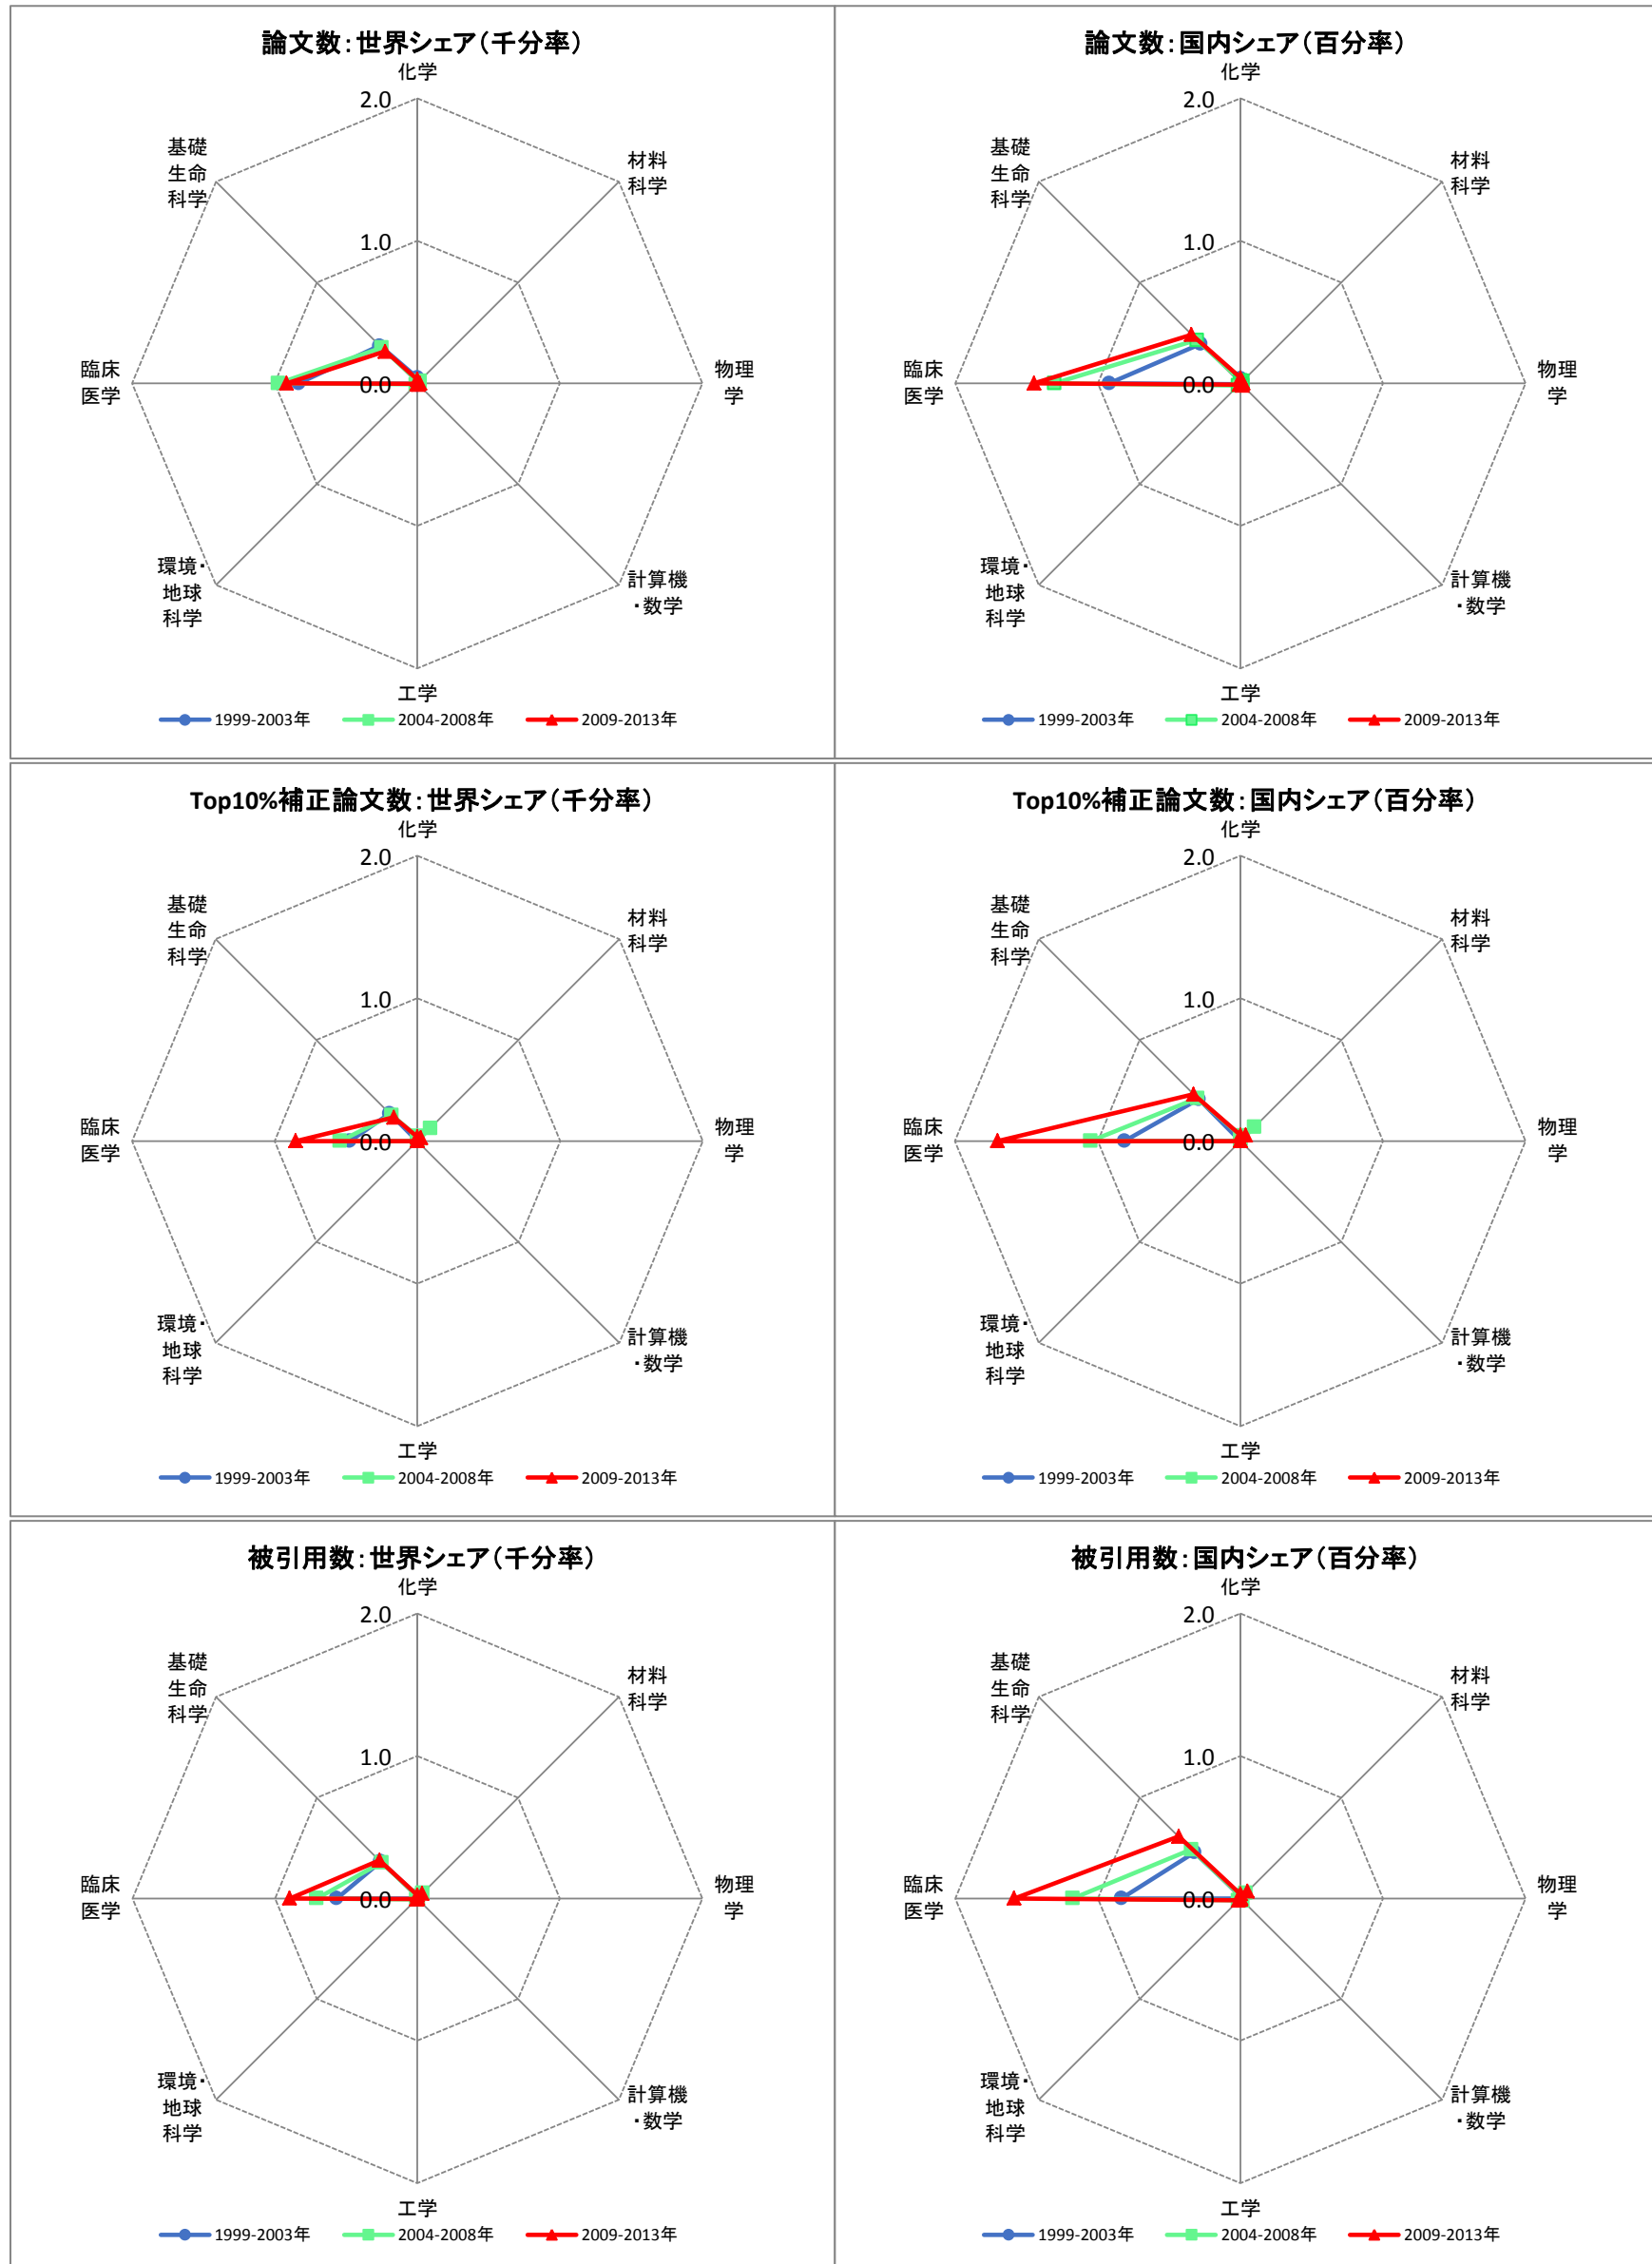 論文数：世界シェア（千分率）
化学
2.0
基礎
生命
科学
材料
科学
1.0
臨床
医学
0.0
物理
学
環境・
地球
科学
計算機
・数学
工学
1999-2003年 2004-2008年 2009-2013年
論文数：国内シェア（百分率）
化学
2.0
基礎
生命
科学
材料
科学
1.0
臨床
医学
0.0
物理
学
環境・
地球
科学
計算機
・数学
工学
1999-2003年 2004-2008年 2009-2013年
Top10%補正論文数：世界シェア（千分率）
化学
2.0
基礎
生命
科学
材料
科学
1.0
臨床
医学
0.0
物理
学
環境・
地球
科学
計算機
・数学
工学
1999-2003年 2004-2008年 2009-2013年
Top10%補正論文数：国内シェア（百分率）
化学
2.0
基礎
生命
科学
材料
科学
1.0
臨床
医学
0.0
物理
学
環境・
地球
科学
計算機
・数学
工学
1999-2003年 2004-2008年 2009-2013年
被引用数：世界シェア（千分率）
化学
2.0
基礎
生命
科学
材料
科学
1.0
臨床
医学
0.0
物理
学
環境・
地球
科学
計算機
・数学
工学
1999-2003年 2004-2008年 2009-2013年
被引用数：国内シェア（百分率）
化学
2.0
基礎
生命
科学
材料
科学
1.0
臨床
医学
0.0
物理
学
環境・
地球
科学
計算機
・数学
工学
1999-2003年 2004-2008年 2009-2013年